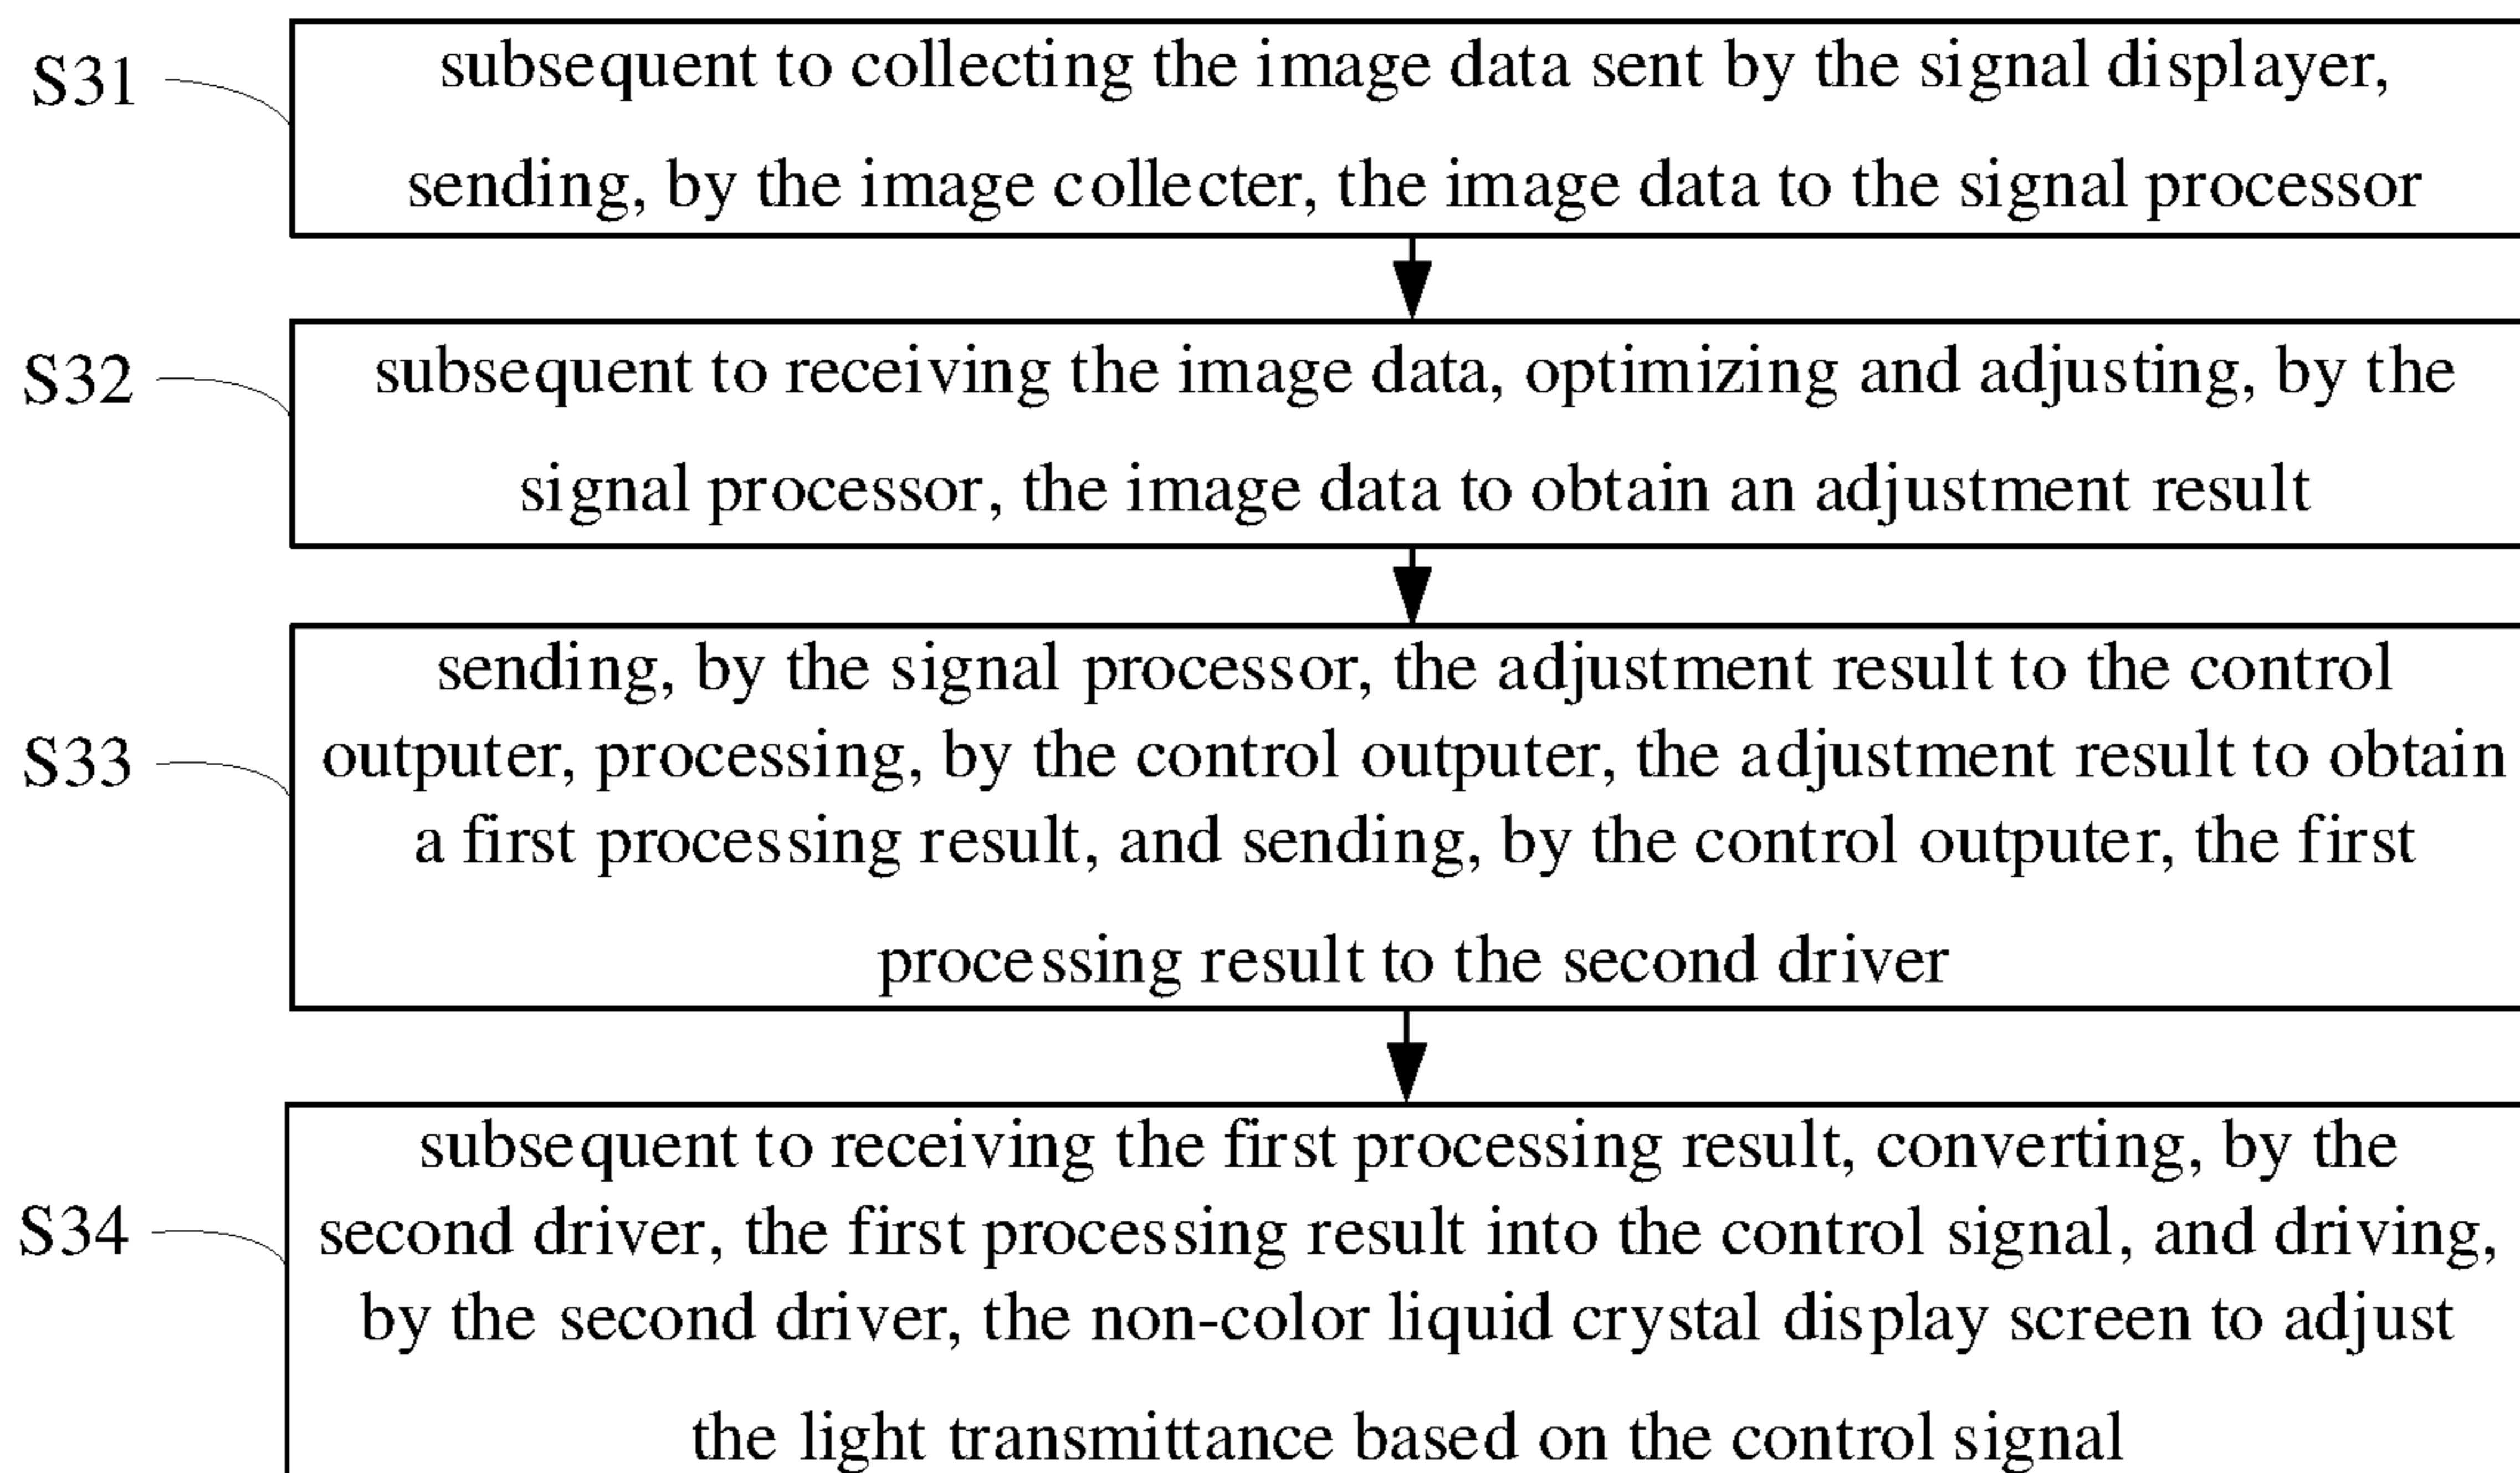 S31
subsequent to collecting the image data sent by the signal displayer,
sending, by the image collecter, the image data to the signal processor
S32
subsequent to receiving the image data, optimizing and adjusting, by the
signal processor, the image data to obtain an adjustment result
S33
sending, by the signal processor, the adjustment result to the control
outputer, processing, by the control outputer, the adjustment result to obtain
a first processing result, and sending, by the control outputer, the first
processing result to the second driver
S34
subsequent to receiving the first processing result, converting, by the
second driver, the first processing result into the control signal, and driving,
by the second driver, the non-color liquid crystal display screen to adjust
the light transmittance based on the control signal